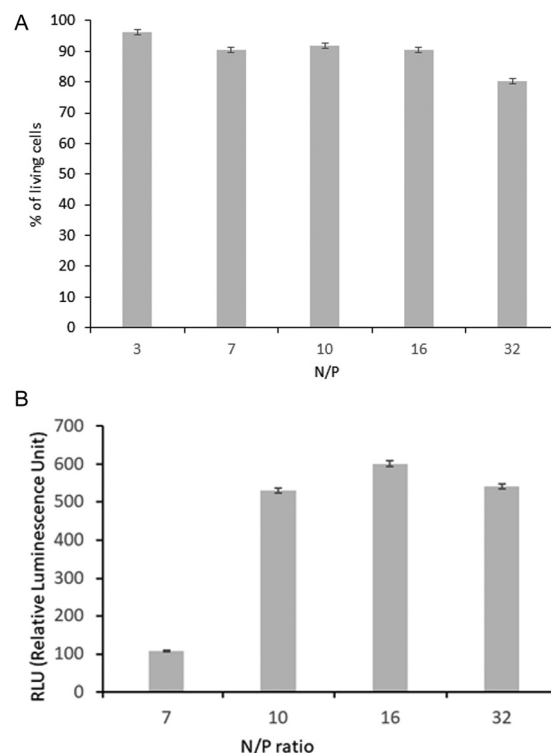 A
100
90
80
70
60
50
40
30
20
10
0
% of living cells
3 7 10 16 32
N/P
B
700
600
500
400
300
200
100
0
RLU (Relative Luminescence Unit)
7 10 16 32
N/P ratio